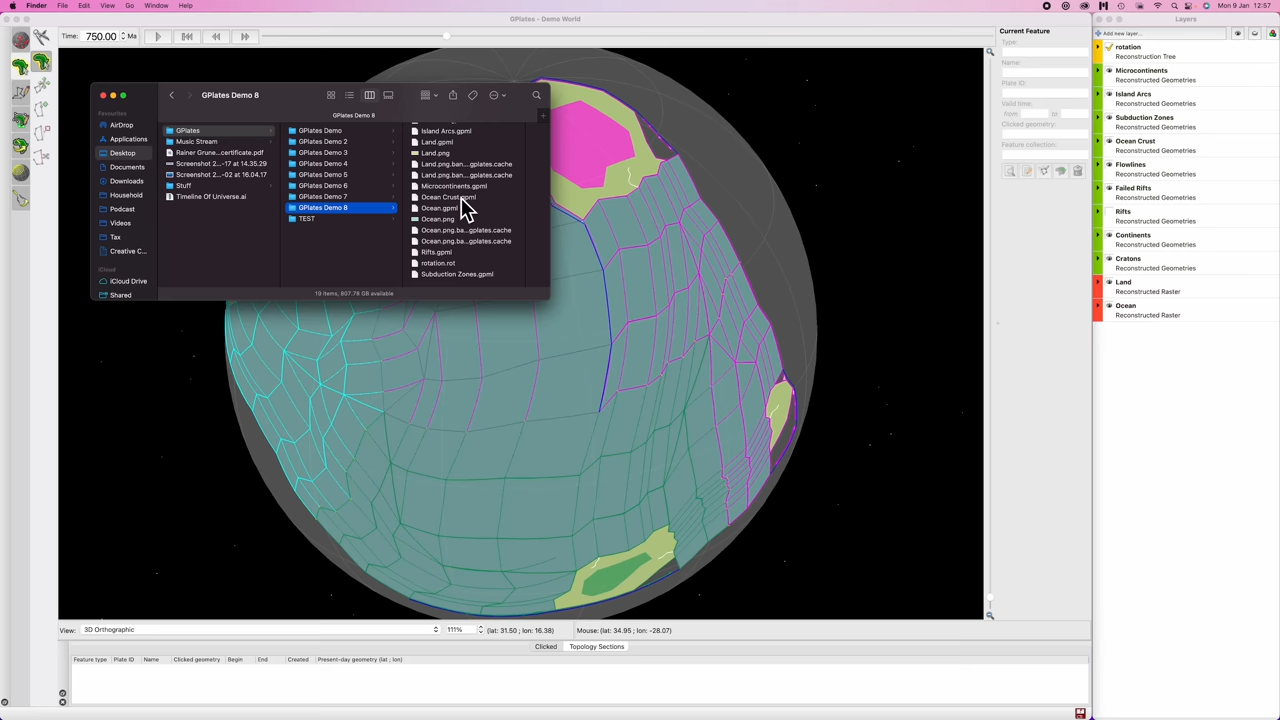 Finder File Edit View Go Window Help
Mon 9 Jan 12:57
GPlates - Demo World
Layers
Time: 750.00 Ma
Current Feature
Type:
Name:
Plate ID:
Valid time:
from: to
Clicked geometry:
Feature collection:
Add new layer...
rotation
Reconstruction Tree
Microcontinents
Reconstructed Geometries
Island Arcs
Reconstructed Geometries
Subduction Zones
Reconstructed Geometries
Ocean Crust
Reconstructed Geometries
Flowlines
Reconstructed Geometries
Failed Rifts
Reconstructed Geometries
Rifts
Reconstructed Geometries
Continents
Reconstructed Geometries
Cratons
Reconstructed Geometries
Land
Reconstructed Raster
Ocean
Reconstructed Raster
GPlates Demo 8
GPlates Demo 8
Favourites
AirDrop
Applications
Desktop
Documents
Downloads
Household
Podcast
Videos
Tax
Creative C...
iCloud
iCloud Drive
Shared
GPlates
Music Stream
Rainer Grune...certificate.pdf
Screenshot 2...-17 at 14.35.29
Screenshot 2...-02 at 16.04.17
Stuff
Timeline Of Universe.ai
GPlates Demo
GPlates Demo 2
GPlates Demo 3
GPlates Demo 4
GPlates Demo 5
GPlates Demo 6
GPlates Demo 7
GPlates Demo 8
TEST
Island Arcs.gpml
Land.gpml
Land.png
Land.png.ban....gplates.cache
Land.png.ban....gplates.cache
Microcontinents.gpml
Ocean Crust.gpml
Ocean.gpml
Ocean.png
Ocean.png.ba...gplates.cache
Ocean.png.ba...gplates.cache
Rifts.gpml
rotation.rot
Subduction Zones.gpml
19 items, 807.78 GB available
View: 3D Orthographic 111% (lat: 31.50 ; lon: 16.38) Mouse: (lat: 34.95 ; lon: -28.07)
Clicked Topology Sections
Feature type Plate ID Name Clicked geometry Begin End Created Present-day geometry (lat ; lon)